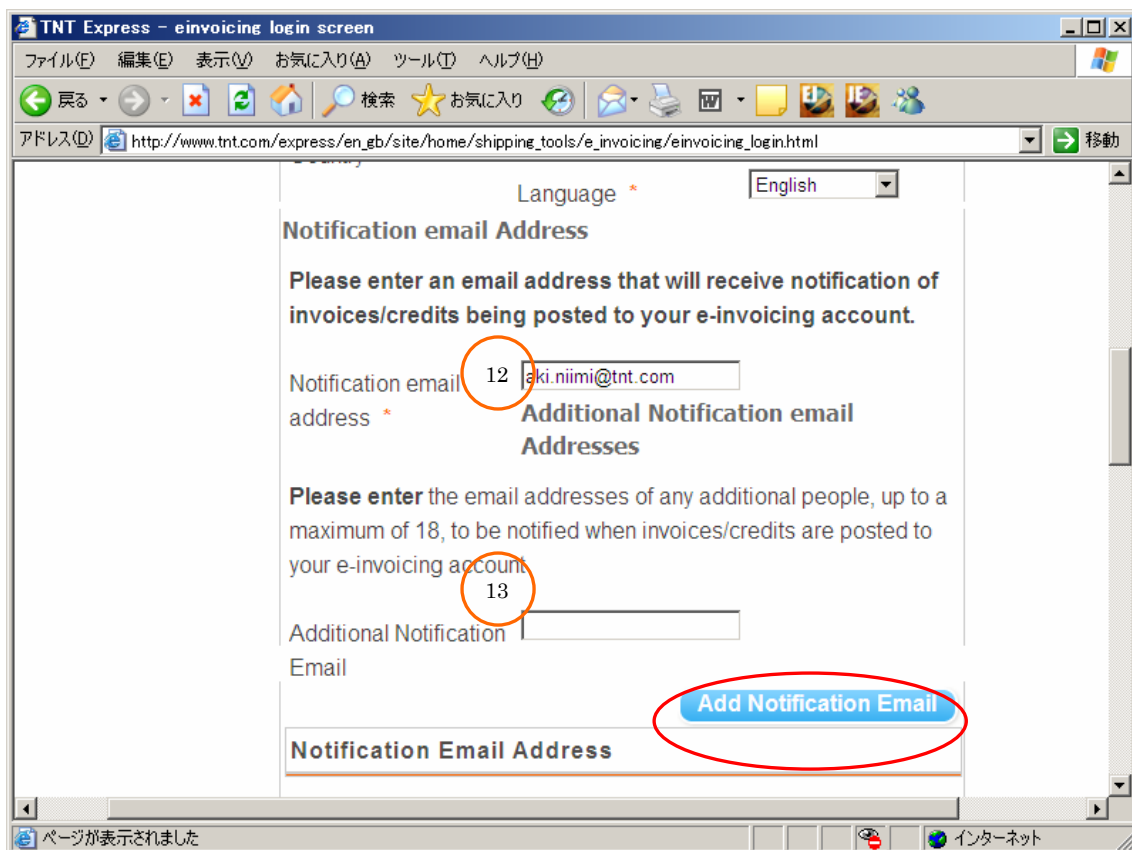 TNT Express - einvoicing login screen
ファイル(F) 編集(E) 表示(V) お気に入り(A) ツール(T) ヘルプ(H)
戻る 検索 お気に入り
アドレス(D) http://www.tnt.com/express/en_gb/site/home/shipping_tools/e_invoicing/einvoicing_login.html 移動
Language * English
Notification email Address
Please enter an email address that will receive notification of
invoices/credits being posted to your e-invoicing account.
Notification email 12 aki.niimi@tnt.com
address *
Additional Notification email
Addresses
Please enter the email addresses of any additional people, up to a
maximum of 18, to be notified when invoices/credits are posted to
your e-invoicing account
13
Additional Notification
Email
Add Notification Email
Notification Email Address
ページが表示されました インターネット